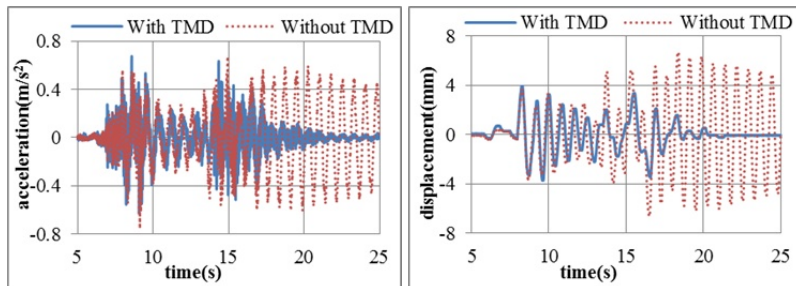 With TMD Without TMD
0.8
0.4
0
-0.4
-0.8
acceleration(m/s²)
5 10 15 20 25
time(s)
With TMD Without TMD
8
4
0
-4
-8
displacement(mm)
5 10 15 20 25
time(s)